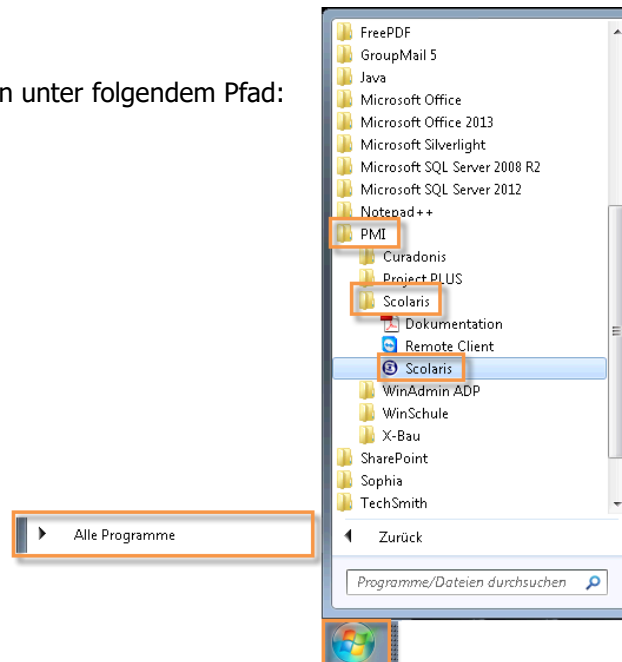 n unter folgendem Pfad:
FreePDF
GroupMail 5
Java
Microsoft Office
Microsoft Office 2013
Microsoft Silverlight
Microsoft SQL Server 2008 R2
Microsoft SQL Server 2012
Notepad++
PMI
Curadonis
Project PLUS
Scolaris
Dokumentation
Remote Client
Scolaris
WinAdmin ADP
WinSchule
X-Bau
SharePoint
Sophia
TechSmith
Alle Programme
Zurück
Programme/Dateien durchsuchen